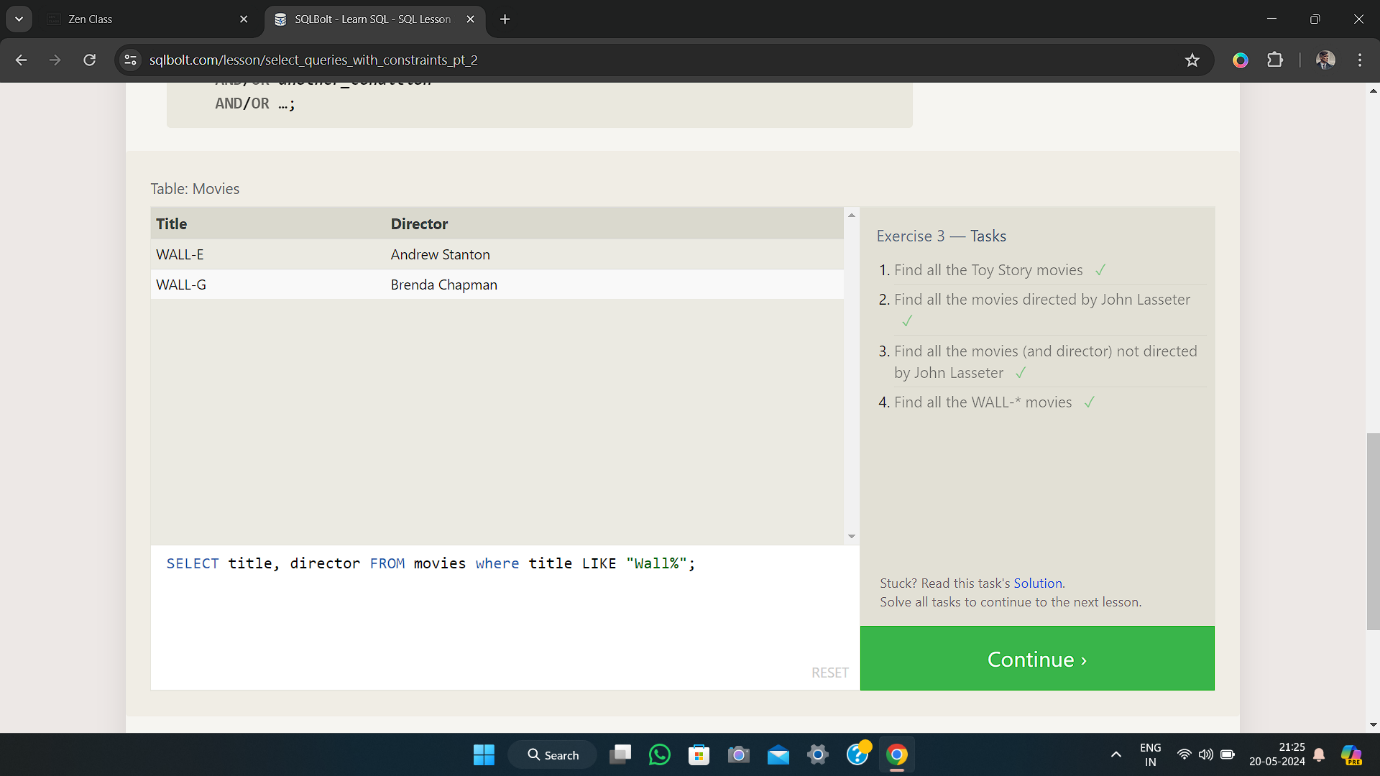 Zen Class
SQLBolt - Learn SQL - SQL Lesson
sqlbolt.com/lesson/select_queries_with_constraints_pt_2
AND/OR another_condition
AND/OR …;
Table: Movies
Title Director
WALL-E Andrew Stanton
WALL-G Brenda Chapman
SELECT title, director FROM movies where title LIKE "Wall%";
RESET
Exercise 3 — Tasks
1. Find all the Toy Story movies ✓
2. Find all the movies directed by John Lasseter
✓
3. Find all the movies (and director) not directed
by John Lasseter ✓
4. Find all the WALL-* movies ✓
Stuck? Read this task's Solution.
Solve all tasks to continue to the next lesson.
Continue ›
Search
ENG
IN
21:25
20-05-2024
PRE